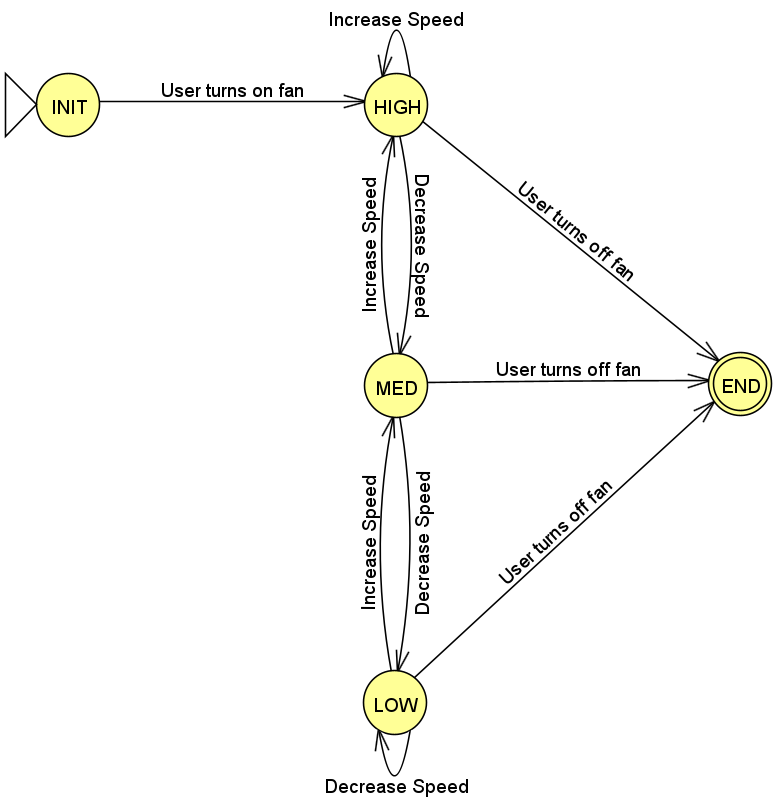 Increase Speed
User turns on fan
INIT
HIGH
Increase Speed
Decrease Speed
User turns off fan
User turns off fan
MED
END
Increase Speed
Decrease Speed
User turns off fan
LOW
Decrease Speed